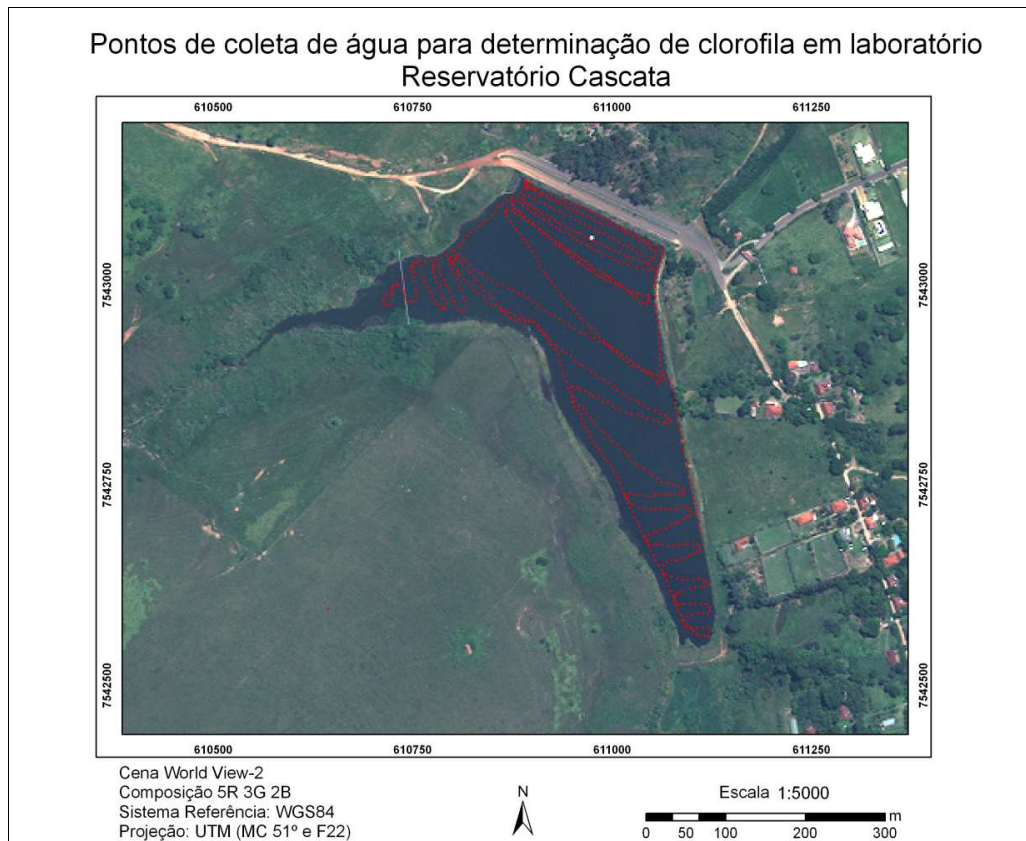 Pontos de coleta de água para determinação de clorofila em laboratório
Reservatório Cascata
610500 610750 611000 611250
7543000 7543000
7542750 7542750
7542500 7542500
610500 610750 611000 611250
Cena World View-2
Composição 5R 3G 2B
Sistema Referência: WGS84
Projeção: UTM (MC 51º e F22)
N
Escala 1:5000
m
0 50 100 200 300